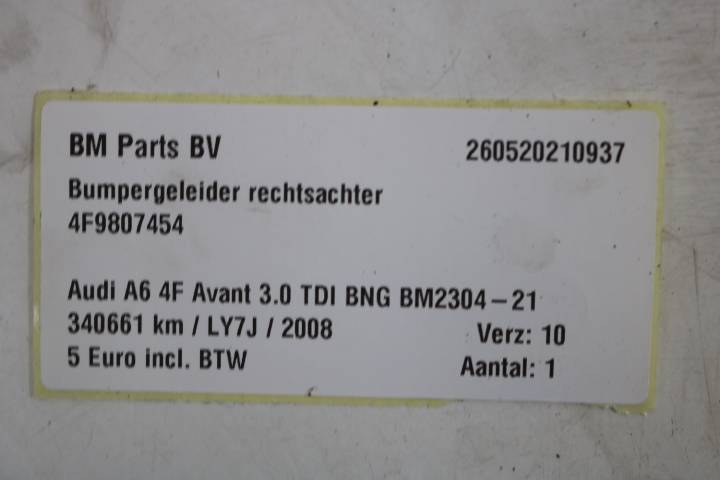 BM Parts BV 260520210937
Bumpergeleider rechtsachter
4F9807454
Audi A6 4F Avant 3.0 TDI BNG BM2304-21
340661 km / LY7J / 2008 Verz: 10
5 Euro incl. BTW Aantal: 1